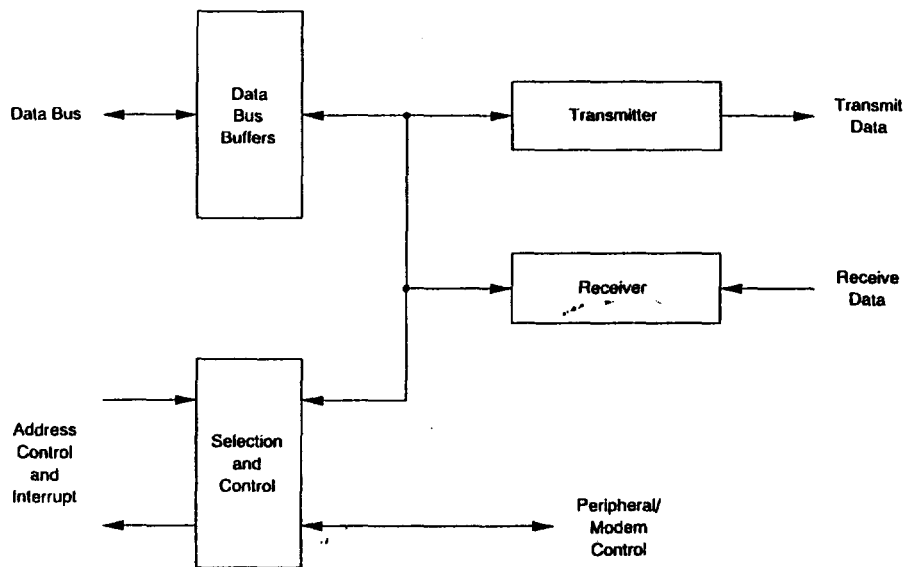 Data Bus
Data
Bus
Buffers
Transmitter
Transmit
Data
Receiver
Receive
Data
Address
Control
and
Interrupt
Selection
and
Control
Peripheral/
Modem
Control